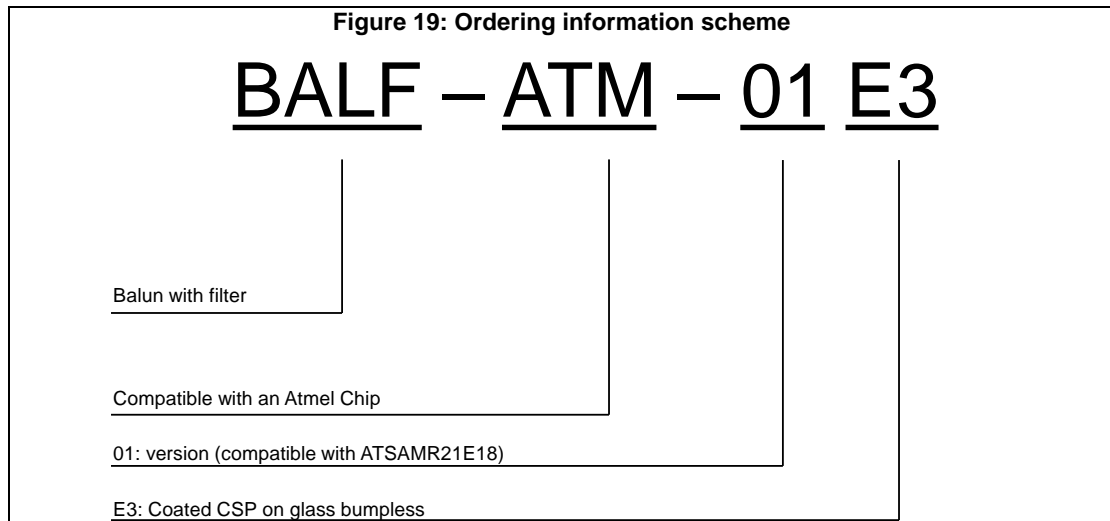 Figure 19: Ordering information scheme
BALF – ATM – 01 E3
Balun with filter
Compatible with an Atmel Chip
01: version (compatible with ATSAMR21E18)
E3: Coated CSP on glass bumpless